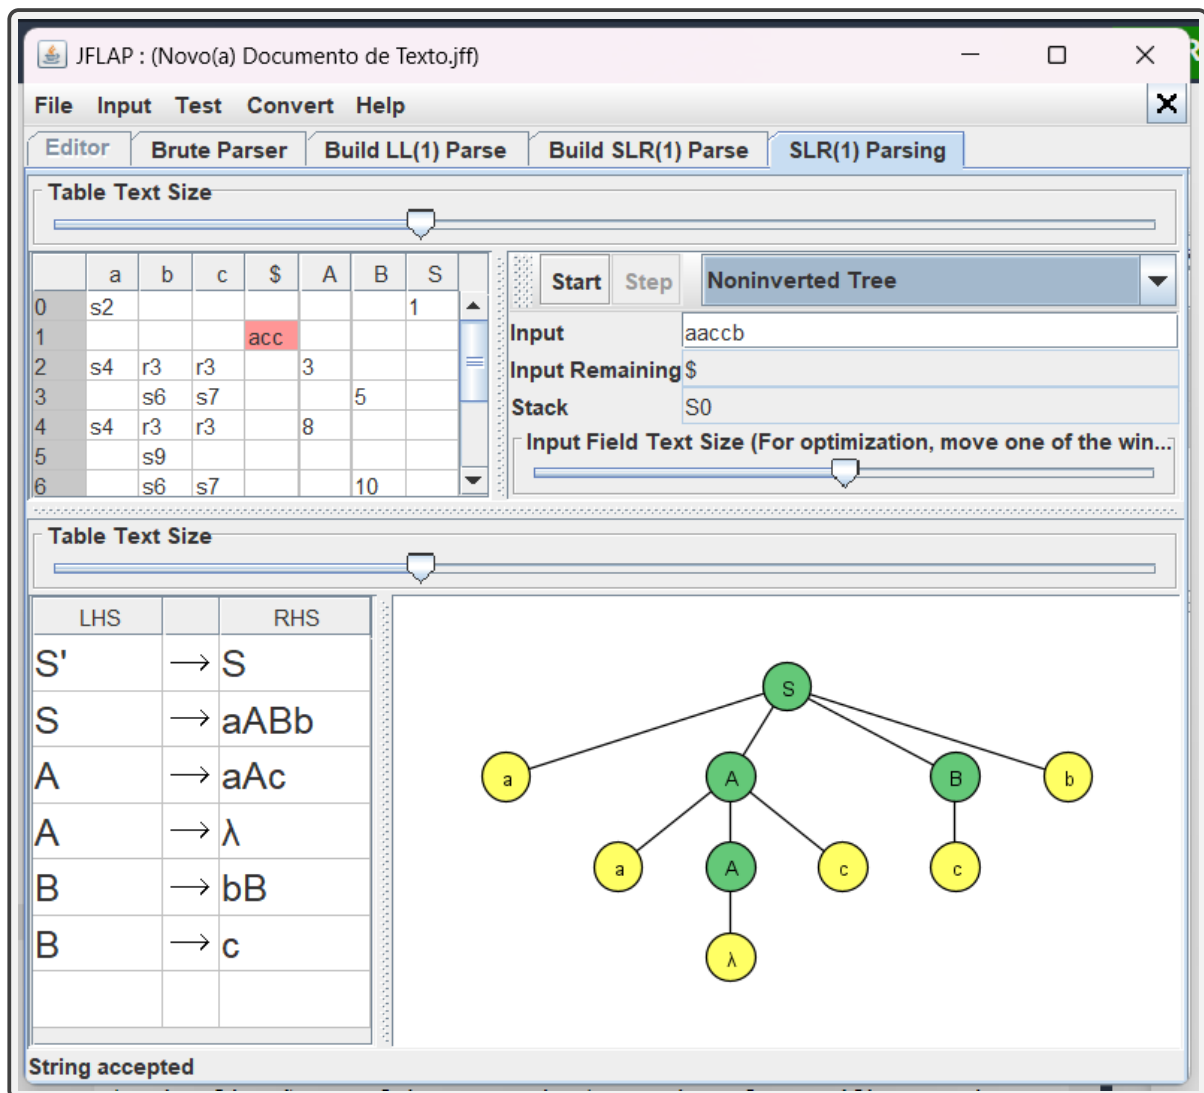 JFLAP : (Novo(a) Documento de Texto.jff)
File Input Test Convert Help
Editor Brute Parser Build LL(1) Parse Build SLR(1) Parse SLR(1) Parsing
Table Text Size
a b c $ A B S
0 s2 1
1 acc
2 s4 r3 r3 3
3 s6 s7 5
4 s4 r3 r3 8
5 s9
6 s6 s7 10
Start Step Noninverted Tree
Input aaccb
Input Remaining $
Stack S0
Input Field Text Size (For optimization, move one of the win...
Table Text Size
LHS RHS
S' → S
S → aABb
A → aAc
A → λ
B → bB
B → c
S
a A B b
a A c c
λ
String accepted